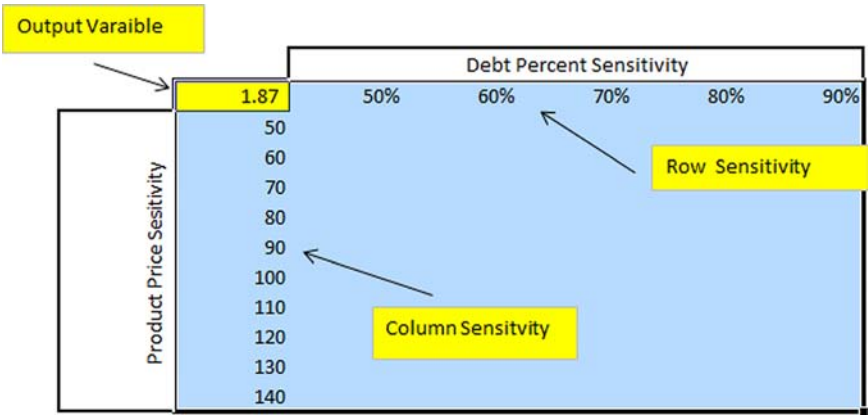 Output Varaible
Debt Percent Sensitivity
1.87 50% 60% 70% 80% 90%
50
60
Row Sensitivity
70
80
90
100
110
Column Sensitvity
120
130
140
Product Price Sesitivity